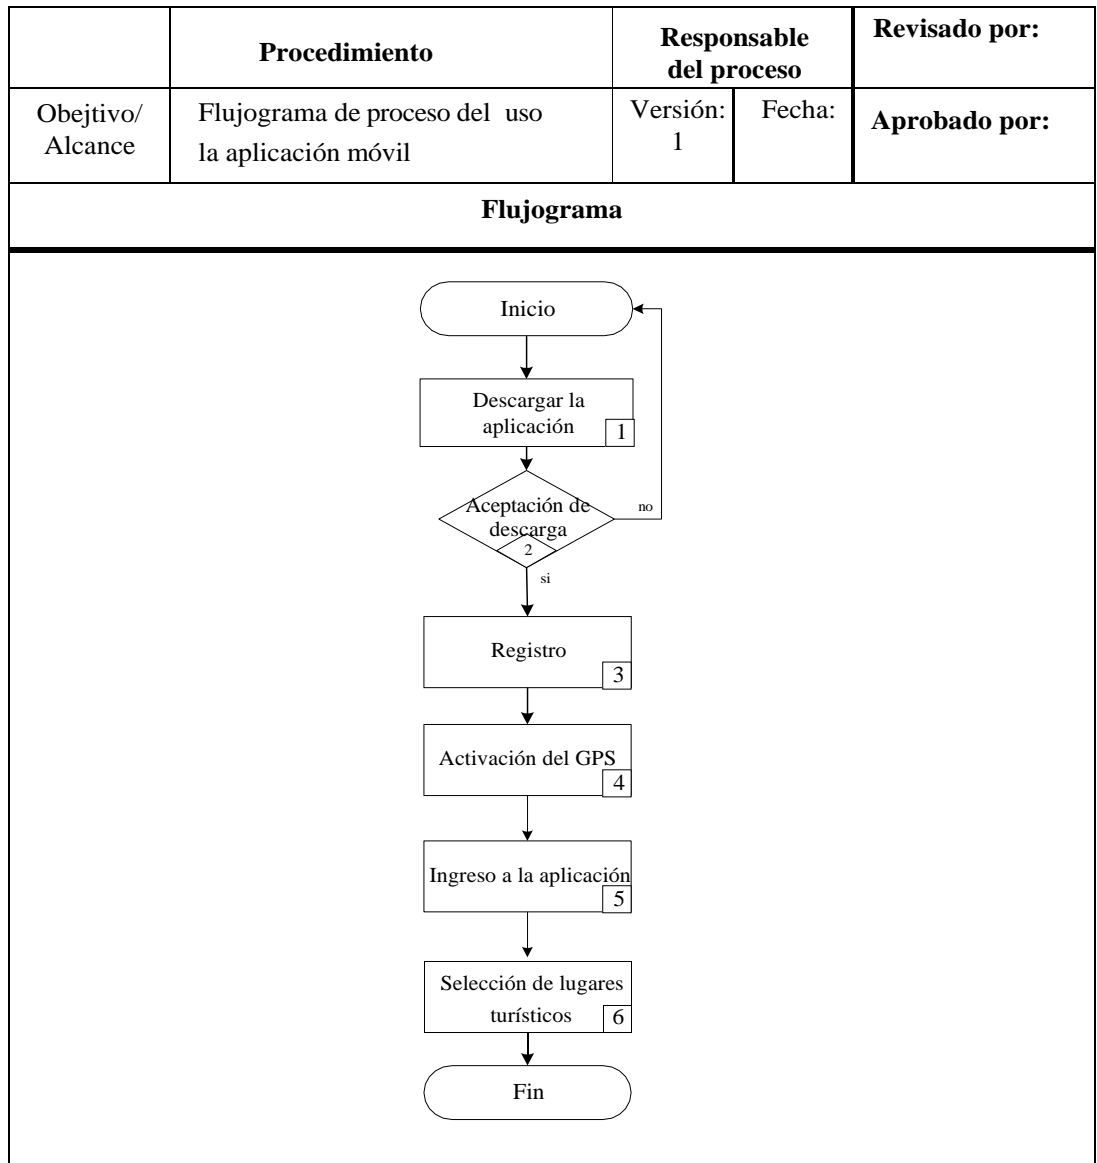 Procedimiento
Responsable
del proceso
Revisado por:
Obejtivo/
Alcance
Flujograma de proceso del uso
la aplicación móvil
Versión:
1
Fecha:
Aprobado por:
Flujograma
Inicio
Descargar la
aplicación
1
Aceptación de
descarga
2
no
si
Registro
3
Activación del GPS
4
Ingreso a la aplicación
5
Selección de lugares
turísticos
6
Fin